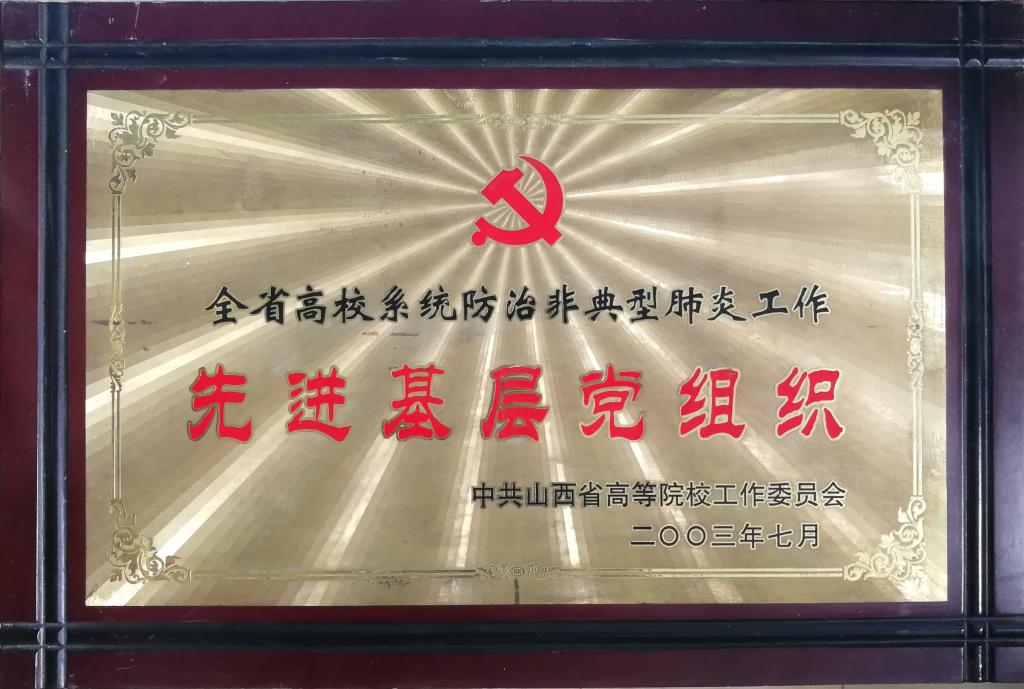 全省高校系统防治非典型肺炎工作
先进基层党组织
中共山西省高等院校工作委员会
二〇〇三年七月